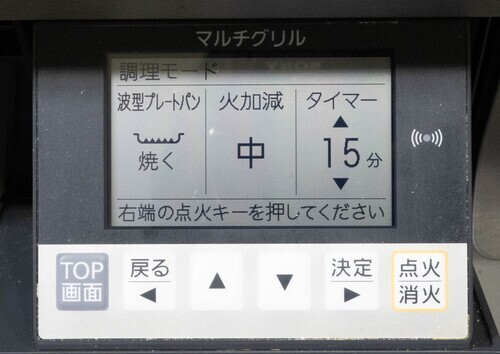 マルチグリル
調理モード
波型プレートパン 火加減 タイマー
▲
焼く 中 15分
▼
右端の点火キーを押してください
TOP 戻る ▲ ▼ 決定 点火
画面 ◀ ▶ 消火